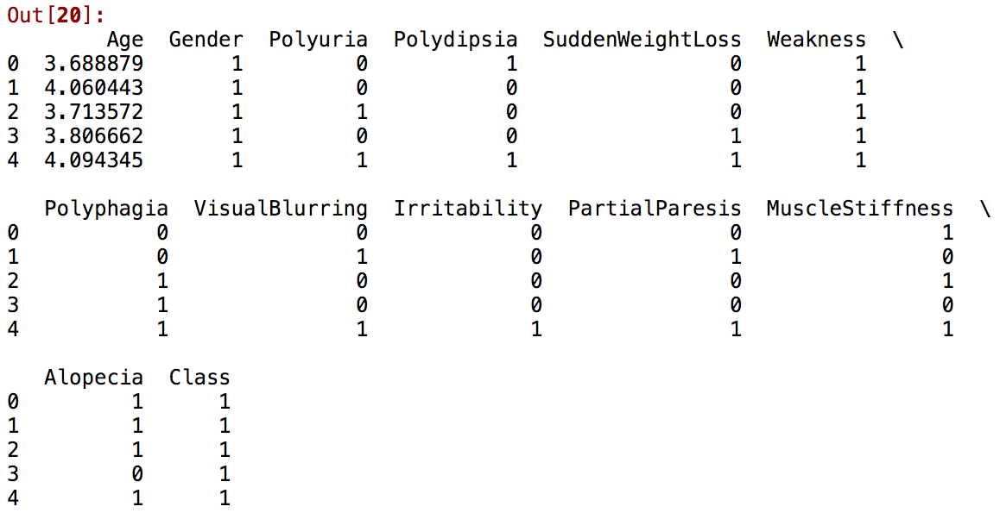 Out[20]:
        Age  Gender  Polyuria  Polydipsia  SuddenWeightLoss  Weakness  \
0  3.688879       1         0           1                 0         1
1  4.060443       1         0           0                 0         1
2  3.713572       1         1           0                 0         1
3  3.806662       1         0           0                 1         1
4  4.094345       1         1           1                 1         1
   Polyphagia  VisualBlurring  Irritability  PartialParesis  MuscleStiffness  \
0           0               0             0               0                1
1           0               1             0               1                0
2           1               0             0               0                1
3           1               0             0               0                0
4           1               1             1               1                1
   Alopecia  Class
0         1      1
1         1      1
2         1      1
3         0      1
4         1      1